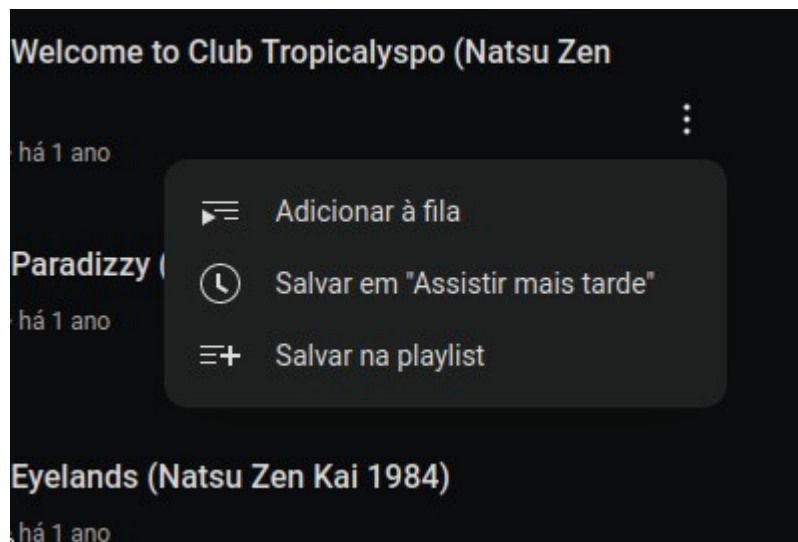 Welcome to Club Tropicalyspo (Natsu Zen
há 1 ano
Adicionar à fila
Paradizzy (
Salvar em "Assistir mais tarde"
há 1 ano
Salvar na playlist
Eyelands (Natsu Zen Kai 1984)
há 1 ano